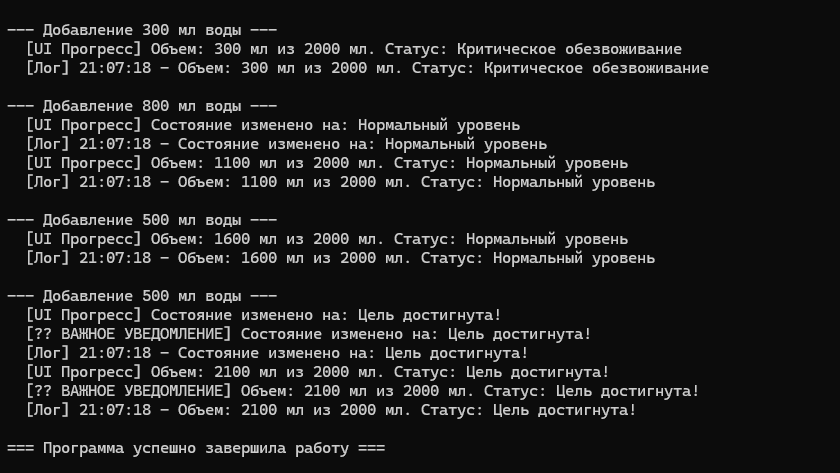 --- Добавление 300 мл воды ---
[UI Прогресс] Объем: 300 мл из 2000 мл. Статус: Критическое обезвоживание
[Лог] 21:07:18 - Объем: 300 мл из 2000 мл. Статус: Критическое обезвоживание
--- Добавление 800 мл воды ---
[UI Прогресс] Состояние изменено на: Нормальный уровень
[Лог] 21:07:18 - Состояние изменено на: Нормальный уровень
[UI Прогресс] Объем: 1100 мл из 2000 мл. Статус: Нормальный уровень
[Лог] 21:07:18 - Объем: 1100 мл из 2000 мл. Статус: Нормальный уровень
--- Добавление 500 мл воды ---
[UI Прогресс] Объем: 1600 мл из 2000 мл. Статус: Нормальный уровень
[Лог] 21:07:18 - Объем: 1600 мл из 2000 мл. Статус: Нормальный уровень
--- Добавление 500 мл воды ---
[UI Прогресс] Состояние изменено на: Цель достигнута!
[?? ВАЖНОЕ УВЕДОМЛЕНИЕ] Состояние изменено на: Цель достигнута!
[Лог] 21:07:18 - Состояние изменено на: Цель достигнута!
[UI Прогресс] Объем: 2100 мл из 2000 мл. Статус: Цель достигнута!
[?? ВАЖНОЕ УВЕДОМЛЕНИЕ] Объем: 2100 мл из 2000 мл. Статус: Цель достигнута!
[Лог] 21:07:18 - Объем: 2100 мл из 2000 мл. Статус: Цель достигнута!
=== Программа успешно завершила работу ===